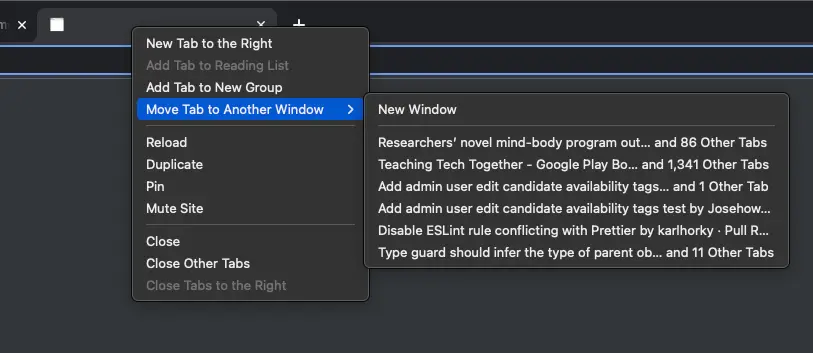 New Tab to the Right
Add Tab to Reading List
Add Tab to New Group
Move Tab to Another Window
Reload
Duplicate
Pin
Mute Site
Close
Close Other Tabs
Close Tabs to the Right
New Window
Researchers’ novel mind-body program out... and 86 Other Tabs
Teaching Tech Together - Google Play Bo... and 1,341 Other Tabs
Add admin user edit candidate availability tags... and 1 Other Tab
Add admin user edit candidate availability tags test by Josehow...
Disable ESLint rule conflicting with Prettier by karlhorky · Pull R...
Type guard should infer the type of parent ob... and 11 Other Tabs